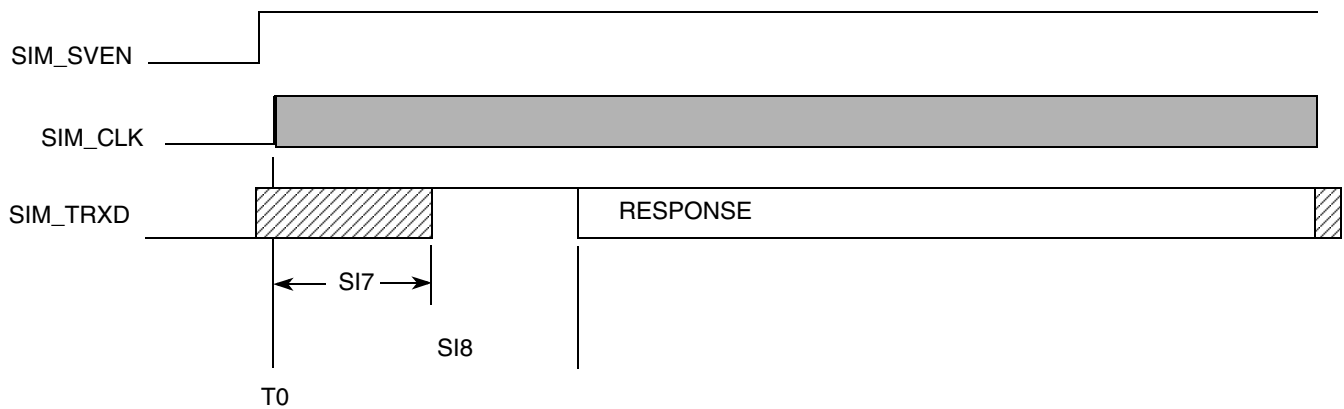 SIM_SVEN
SIM_CLK
SIM_TRXD
RESPONSE
SI7
SI8
T0